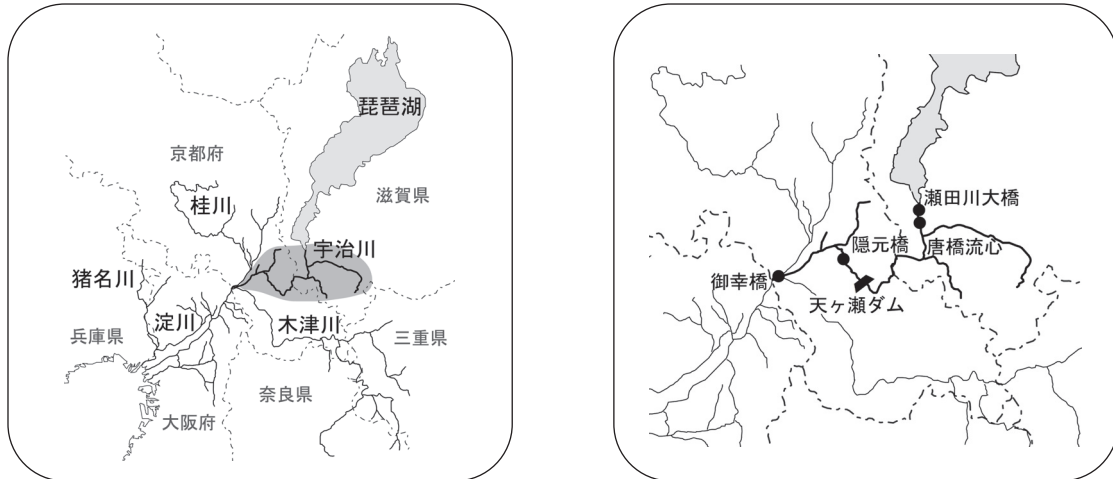 琵琶湖
京都府
滋賀県
桂川
宇治川
猪名川
淀川
木津川
兵庫県
三重県
奈良県
大阪府
瀬田川大橋
隠元橋
唐橋流心
御幸橋
天ヶ瀬ダム